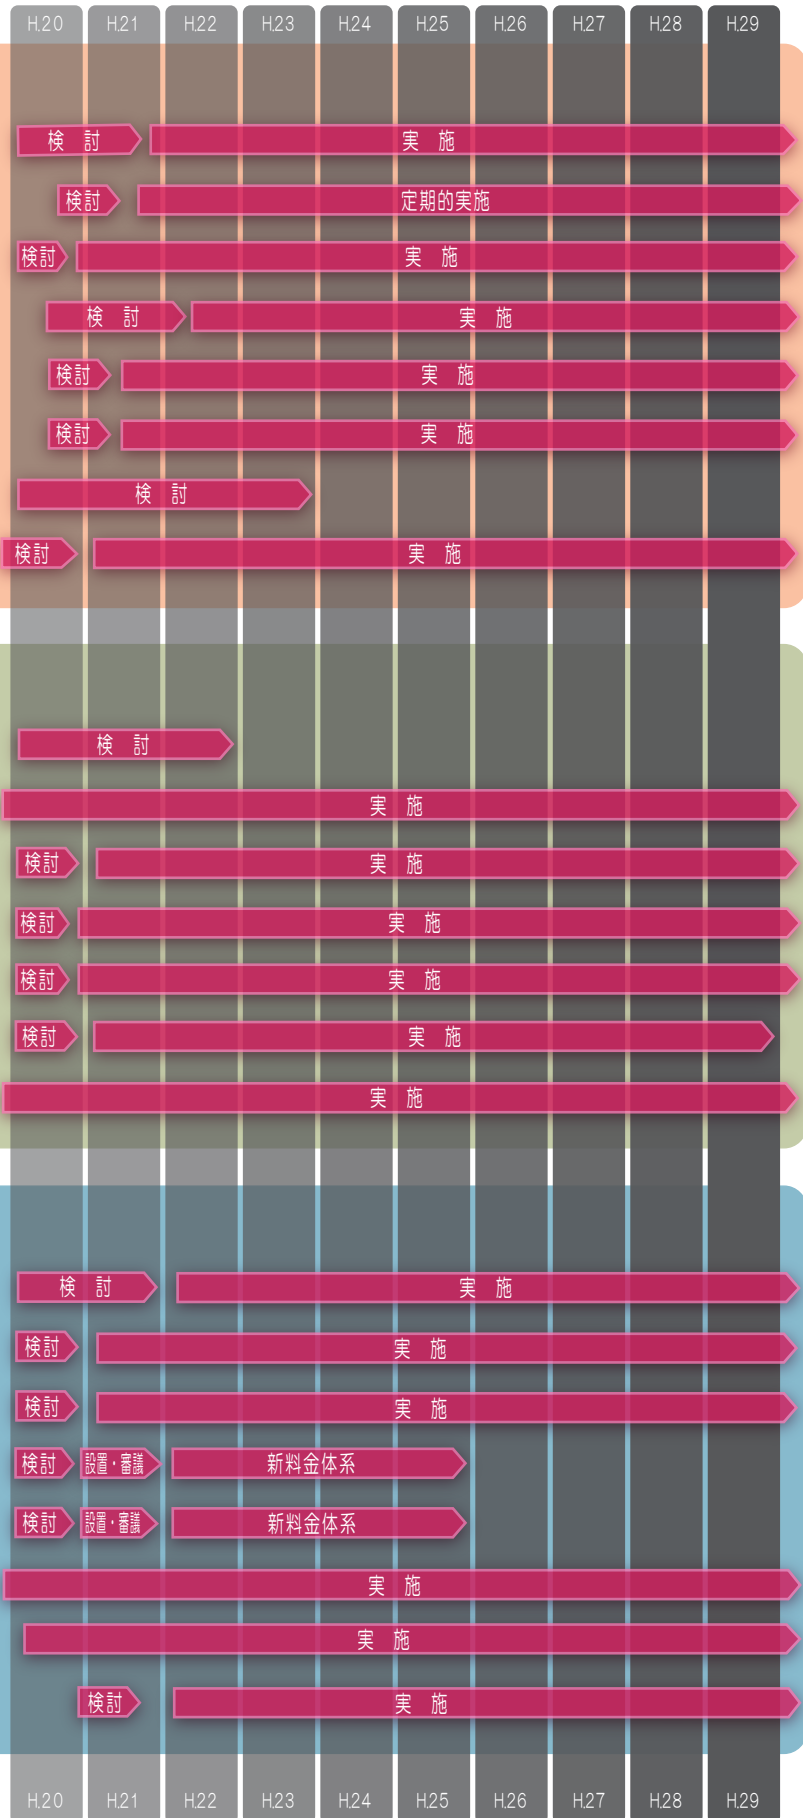 H.20 H.21 H.22 H.23 H.24 H.25 H.26 H.27 H.28 H.29
検 討 実 施
検討 定期的実施
検討 実 施
検 討 実 施
検討 実 施
検討 実 施
検 討
検討 実 施
検 討
実 施
検討 実 施
検討 実 施
検討 実 施
検討 実 施
実 施
検 討 実 施
検討 実 施
検討 実 施
検討 設置・審議 新料金体系
検討 設置・審議 新料金体系
実 施
実 施
検討 実 施
H.20 H.21 H.22 H.23 H.24 H.25 H.26 H.27 H.28 H.29